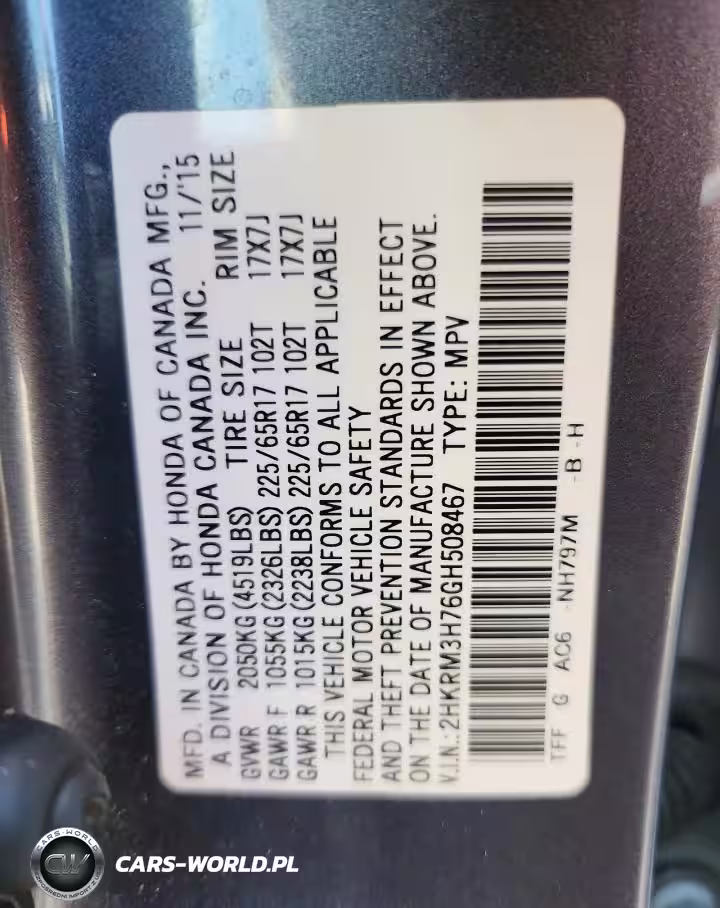 MFD. IN CANADA BY HONDA OF CANADA MFG.,
A DIVISION OF HONDA CANADA INC. 11/'15
GVWR 2050KG(4519LBS) TIRE SIZE RIM SIZE
GAWR F 1055KG(2326LBS) 225/65R17 102T 17X7J
GAWR R 1015KG(2238LBS) 225/65R17 102T 17X7J
THIS VEHICLE CONFORMS TO ALL APPLICABLE
FEDERAL MOTOR VEHICLE SAFETY
AND THEFT PREVENTION STANDARDS IN EFFECT
ON THE DATE OF MANUFACTURE SHOWN ABOVE.
V.I.N.: 2HKRM3H76GH508467 TYPE: MPV
TFF G AC6 -NH797M -B -H
CARS-WORLD
CW
CARS-WORLD.PL